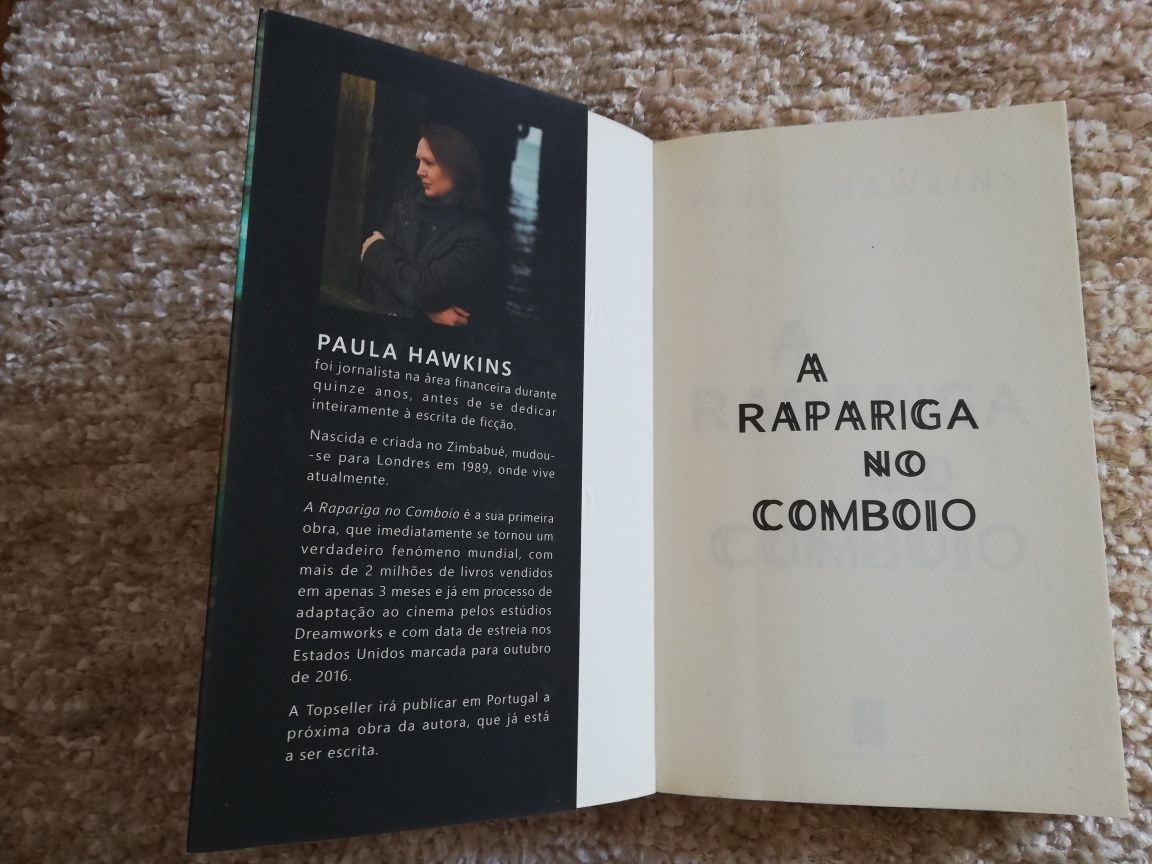 PAULA HAWKINS
foi jornalista na área financeira durante
quinze anos, antes de se dedicar
inteiramente à escrita de ficção.
Nascida e criada no Zimbabué, mudou-
-se para Londres em 1989, onde vive
atualmente.
A Rapariga no Comboio é a sua primeira
obra, que imediatamente se tornou um
verdadeiro fenómeno mundial, com
mais de 2 milhões de livros vendidos
em apenas 3 meses e já em processo de
adaptação ao cinema pelos estúdios
Dreamworks e com data de estreia nos
Estados Unidos marcada para outubro
de 2016.
A Topseller irá publicar em Portugal a
próxima obra da autora, que já está
a ser escrita.
PAULA HAWKINS
A
RAPARIGA
NO
COMBOIO